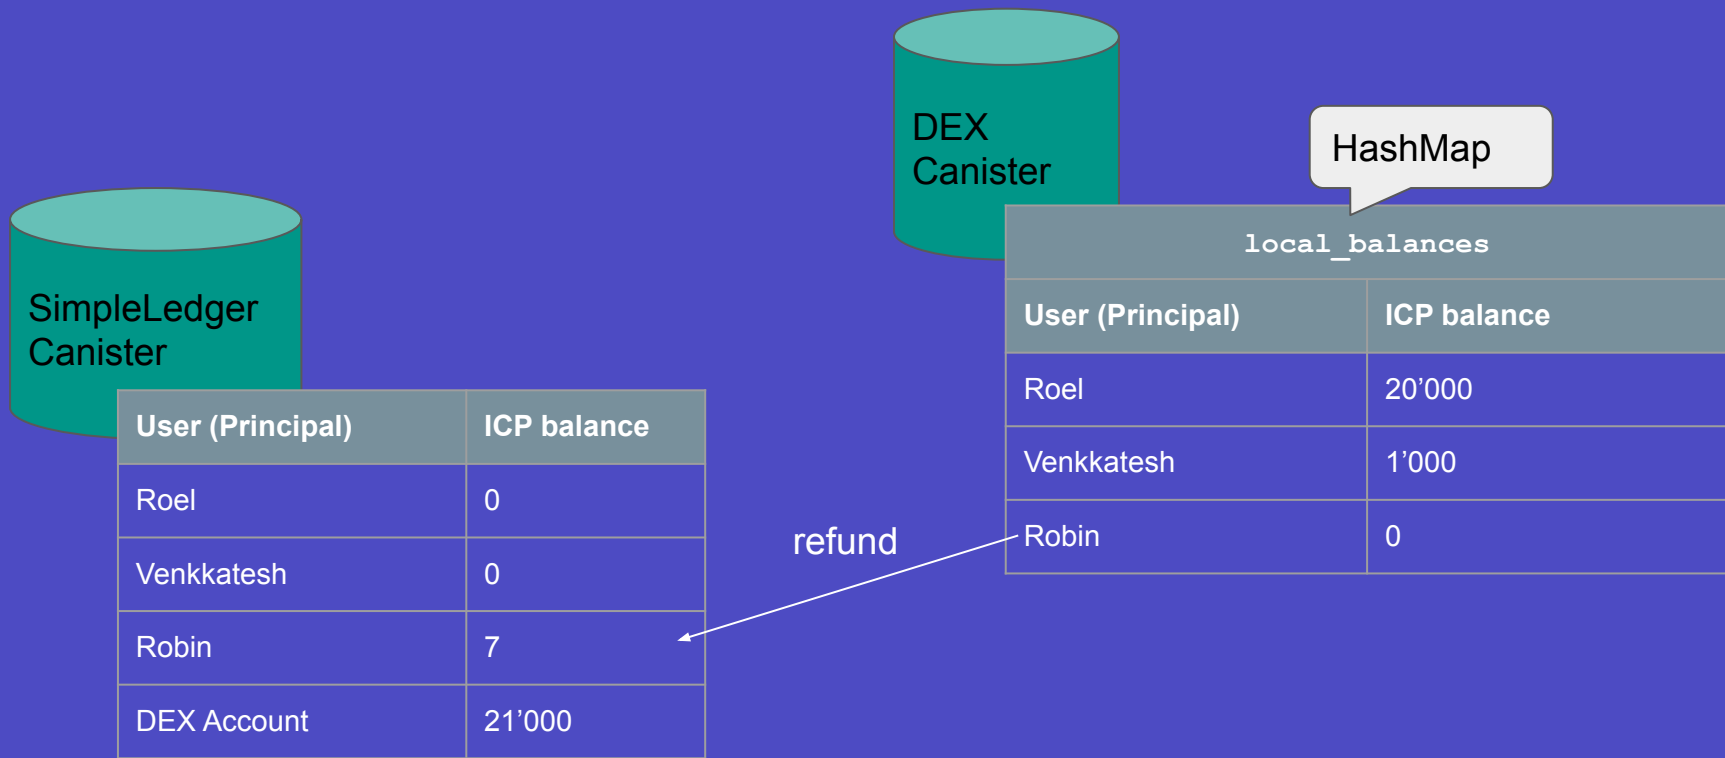 DEX
Canister
HashMap
SimpleLedger
Canister
local_balances
User (Principal) ICP balance
Roel 20’000
Venkkatesh 1’000
Robin 0
refund
User (Principal) ICP balance
Roel 0
Venkkatesh 0
Robin 7
DEX Account 21’000